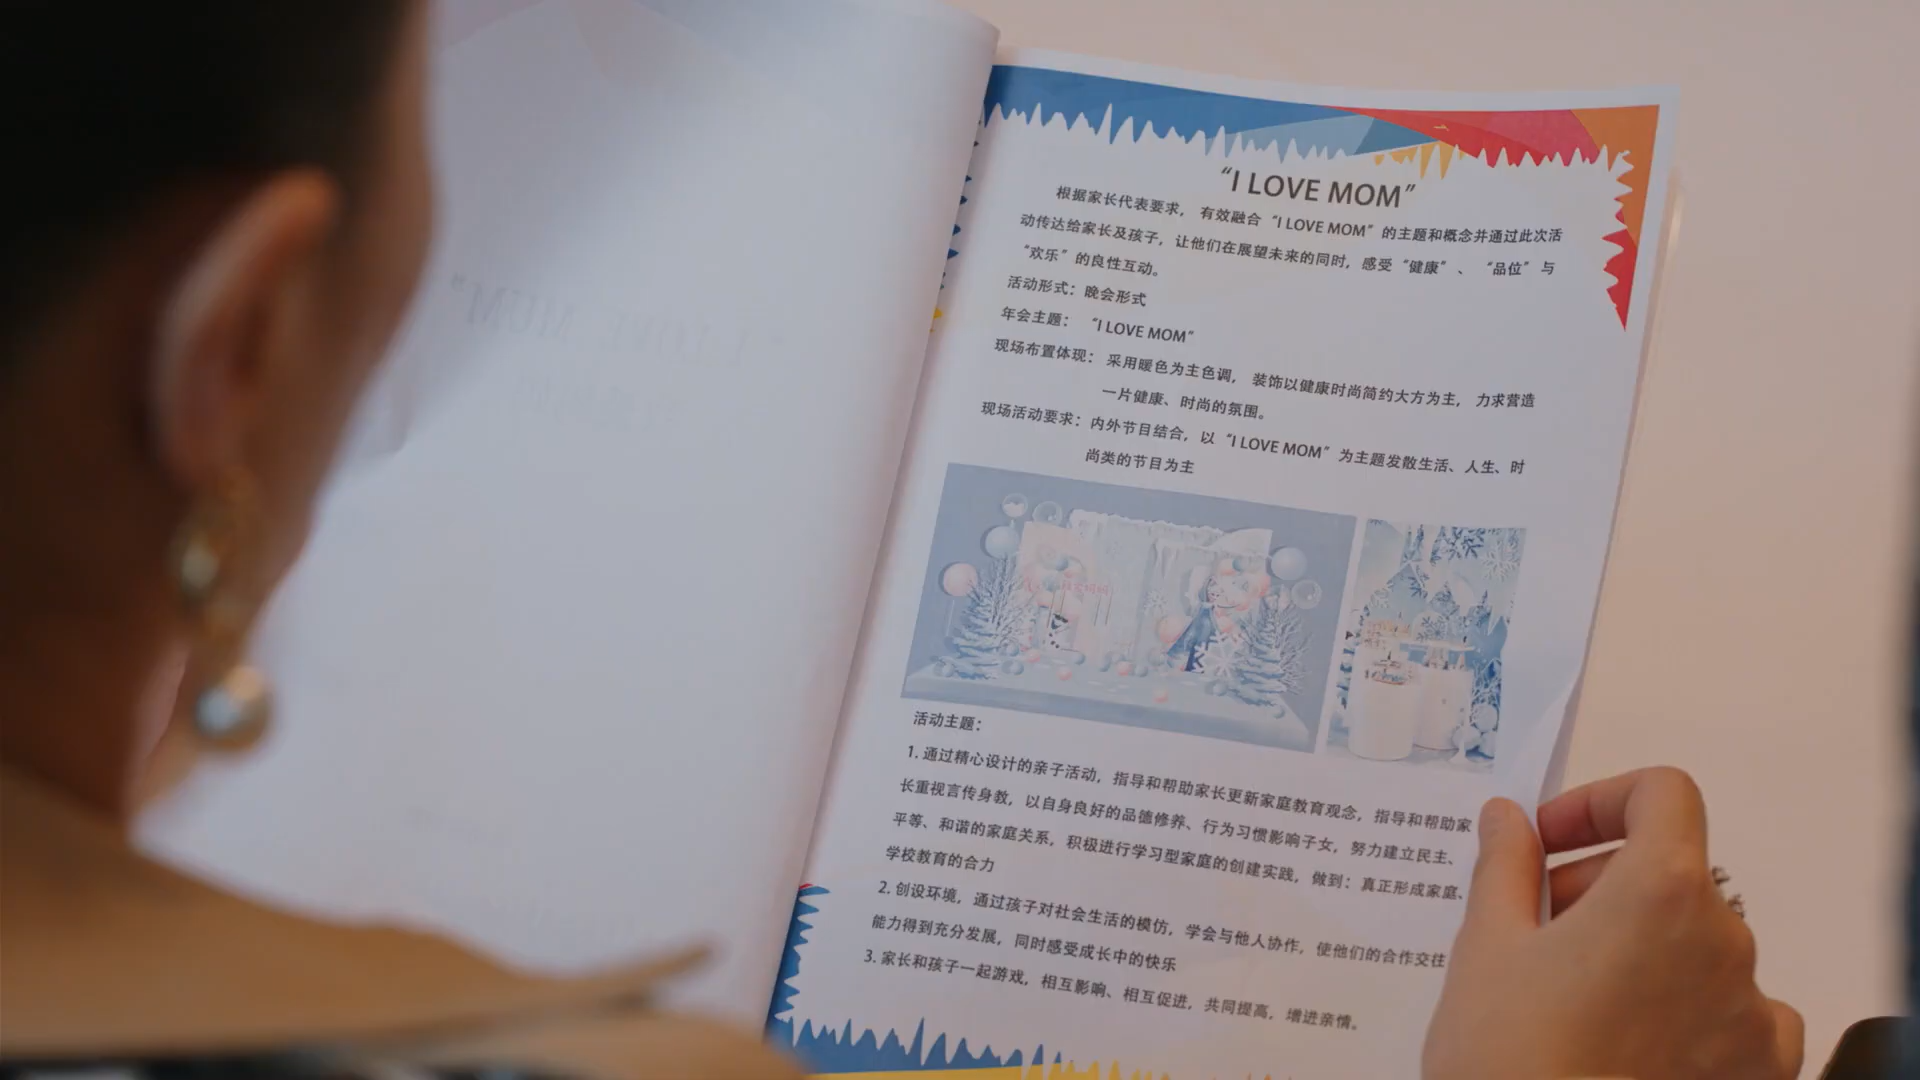 “I LOVE MOM”
根据家长代表要求，有效融合“I LOVE MOM”的主题和概念并通过此次活
动传达给家长及孩子，让他们在展望未来的同时，感受“健康”、“品位”与
“欢乐”的良性互动。
活动形式：晚会形式
年会主题：“I LOVE MOM”
现场布置体现：采用暖色为主色调，装饰以健康时尚简约大方为主，力求营造
一片健康、时尚的氛围。
现场活动要求：内外节目结合，以“I LOVE MOM”为主题发散生活、人生、时
尚类的节目为主
活动主题：
1. 通过精心设计的亲子活动，指导和帮助家长更新家庭教育观念，指导和帮助家
长重视言传身教，以自身良好的品德修养、行为习惯影响子女，努力建立民主、
平等、和谐的家庭关系，积极进行学习型家庭的创建实践，做到：真正形成家庭、
学校教育的合力
2. 创设环境，通过孩子对社会生活的模仿，学会与他人协作，使他们的合作交往
能力得到充分发展，同时感受成长中的快乐
3. 家长和孩子一起游戏，相互影响、相互促进，共同提高，增进亲情。